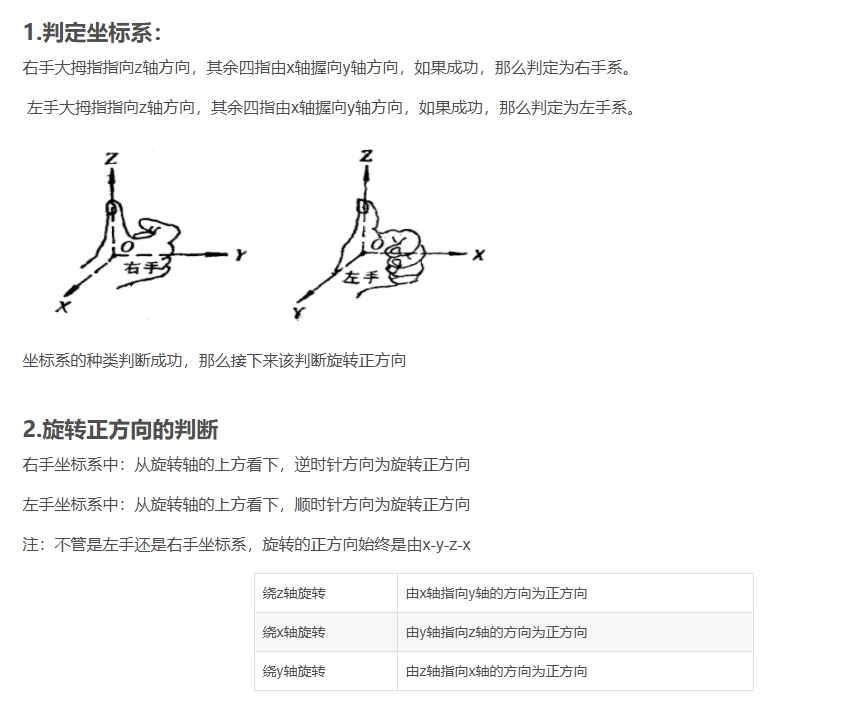 1.判定坐标系：
右手大拇指指向z轴方向，其余四指由x轴握向y轴方向，如果成功，那么判定为右手系。
左手大拇指指向z轴方向，其余四指由x轴握向y轴方向，如果成功，那么判定为左手系。
Z
O
Y
右手
X
Z
O
X
左手
Y
坐标系的种类判断成功，那么接下来该判断旋转正方向
2.旋转正方向的判断
右手坐标系中：从旋转轴的上方看下，逆时针方向为旋转正方向
左手坐标系中：从旋转轴的上方看下，顺时针方向为旋转正方向
注：不管是左手还是右手坐标系，旋转的正方向始终是由x-y-z-x
绕z轴旋转 由x轴指向y轴的方向为正方向
绕x轴旋转 由y轴指向z轴的方向为正方向
绕y轴旋转 由z轴指向x轴的方向为正方向